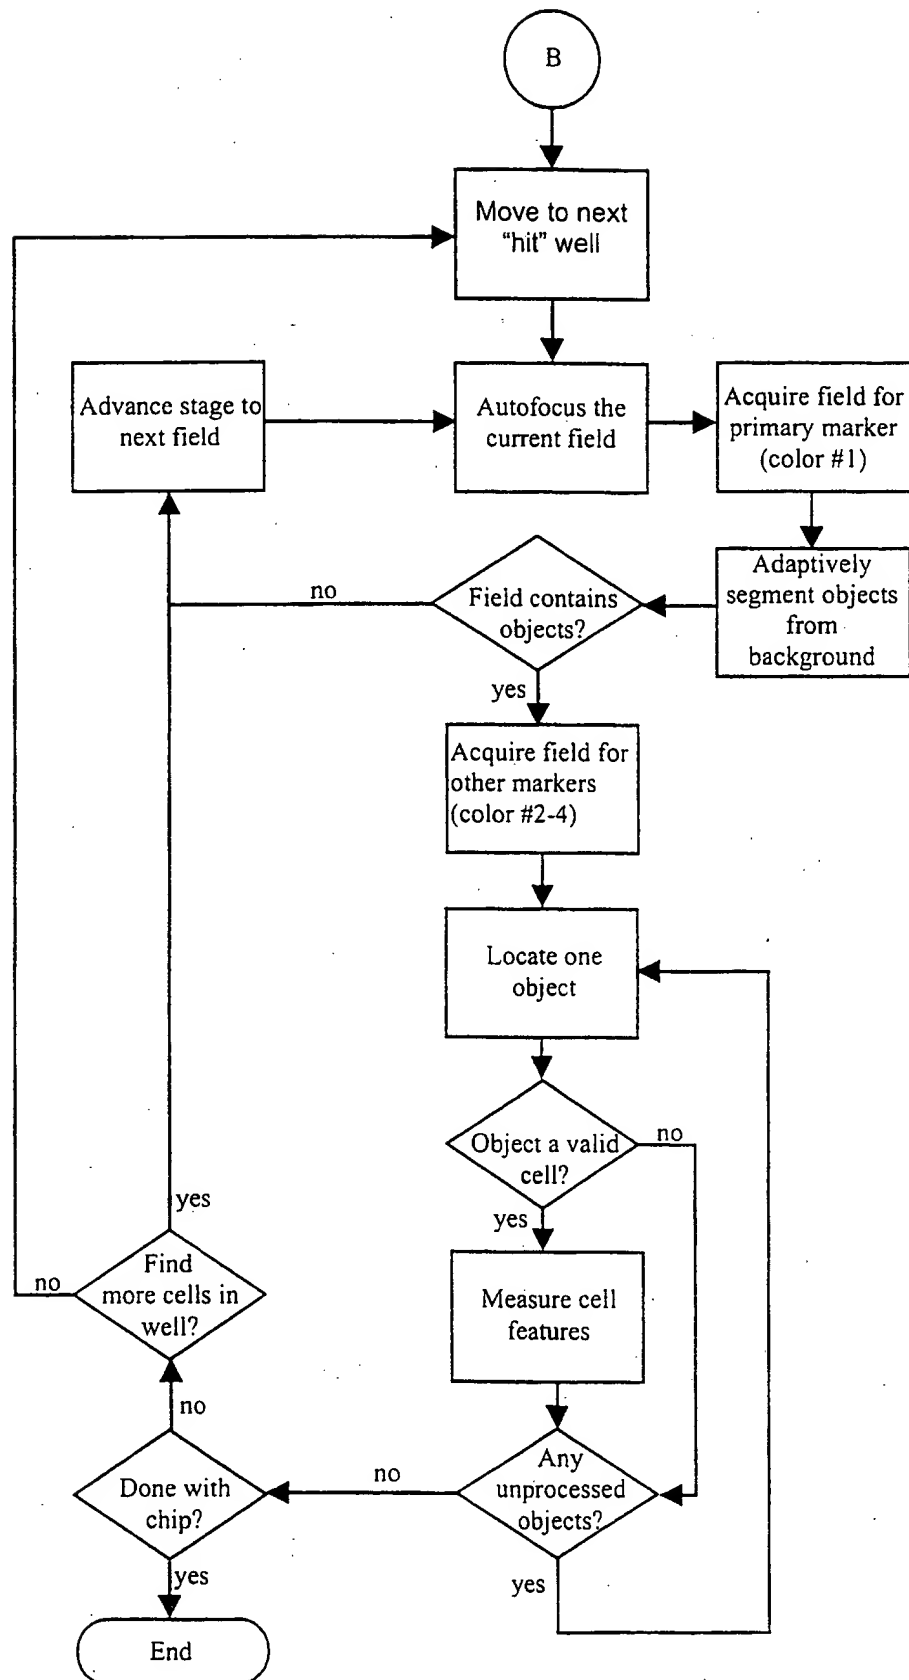 B
Move to next
“hit” well
Advance stage to
next field
Autofocus the
current field
Acquire field for
primary marker
(color #1)
Adaptively
segment objects
from
background
no
Field contains
objects?
yes
Acquire field for
other markers
(color #2-4)
Locate one
object
Object a valid
cell?
no
yes
Measure cell
features
yes
Find
more cells in
well?
no
no
Any
unprocessed
objects?
no
yes
Done with
chip?
yes
End